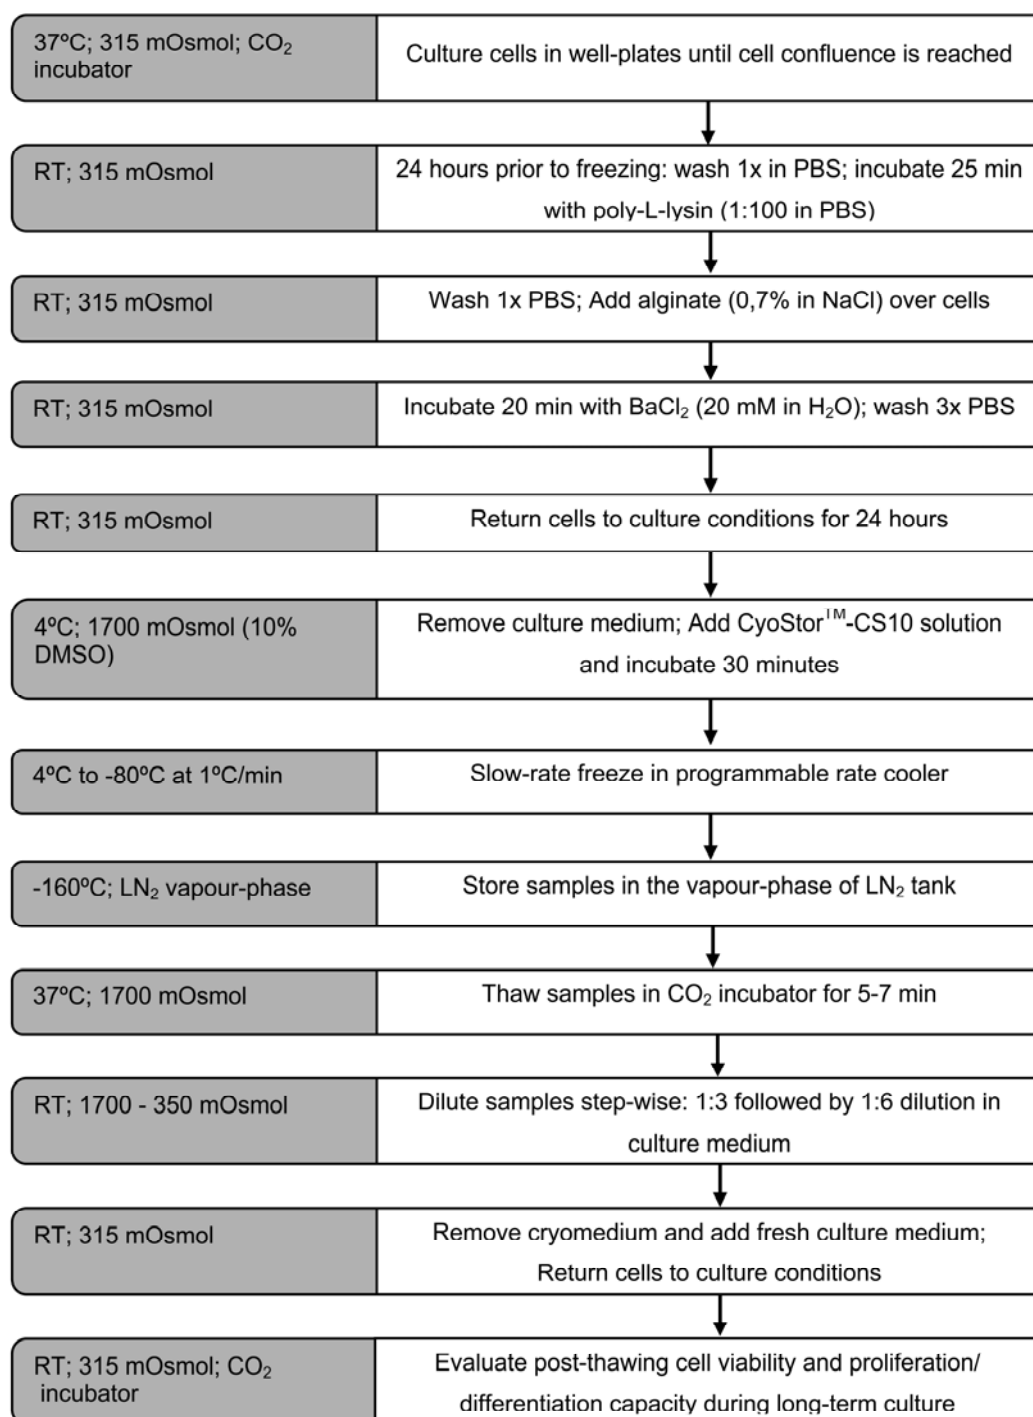 37ºC; 315 mOsmol; CO₂
incubator
Culture cells in well-plates until cell confluence is reached
RT; 315 mOsmol
24 hours prior to freezing: wash 1x in PBS; incubate 25 min
with poly-L-lysin (1:100 in PBS)
RT; 315 mOsmol
Wash 1x PBS; Add alginate (0,7% in NaCl) over cells
RT; 315 mOsmol
Incubate 20 min with BaCl₂ (20 mM in H₂O); wash 3x PBS
RT; 315 mOsmol
Return cells to culture conditions for 24 hours
4ºC; 1700 mOsmol (10%
DMSO)
Remove culture medium; Add CyoStor™-CS10 solution
and incubate 30 minutes
4ºC to -80ºC at 1ºC/min
Slow-rate freeze in programmable rate cooler
-160ºC; LN₂ vapour-phase
Store samples in the vapour-phase of LN₂ tank
37ºC; 1700 mOsmol
Thaw samples in CO₂ incubator for 5-7 min
RT; 1700 - 350 mOsmol
Dilute samples step-wise: 1:3 followed by 1:6 dilution in
culture medium
RT; 315 mOsmol
Remove cryomedium and add fresh culture medium;
Return cells to culture conditions
RT; 315 mOsmol; CO₂
incubator
Evaluate post-thawing cell viability and proliferation/
differentiation capacity during long-term culture